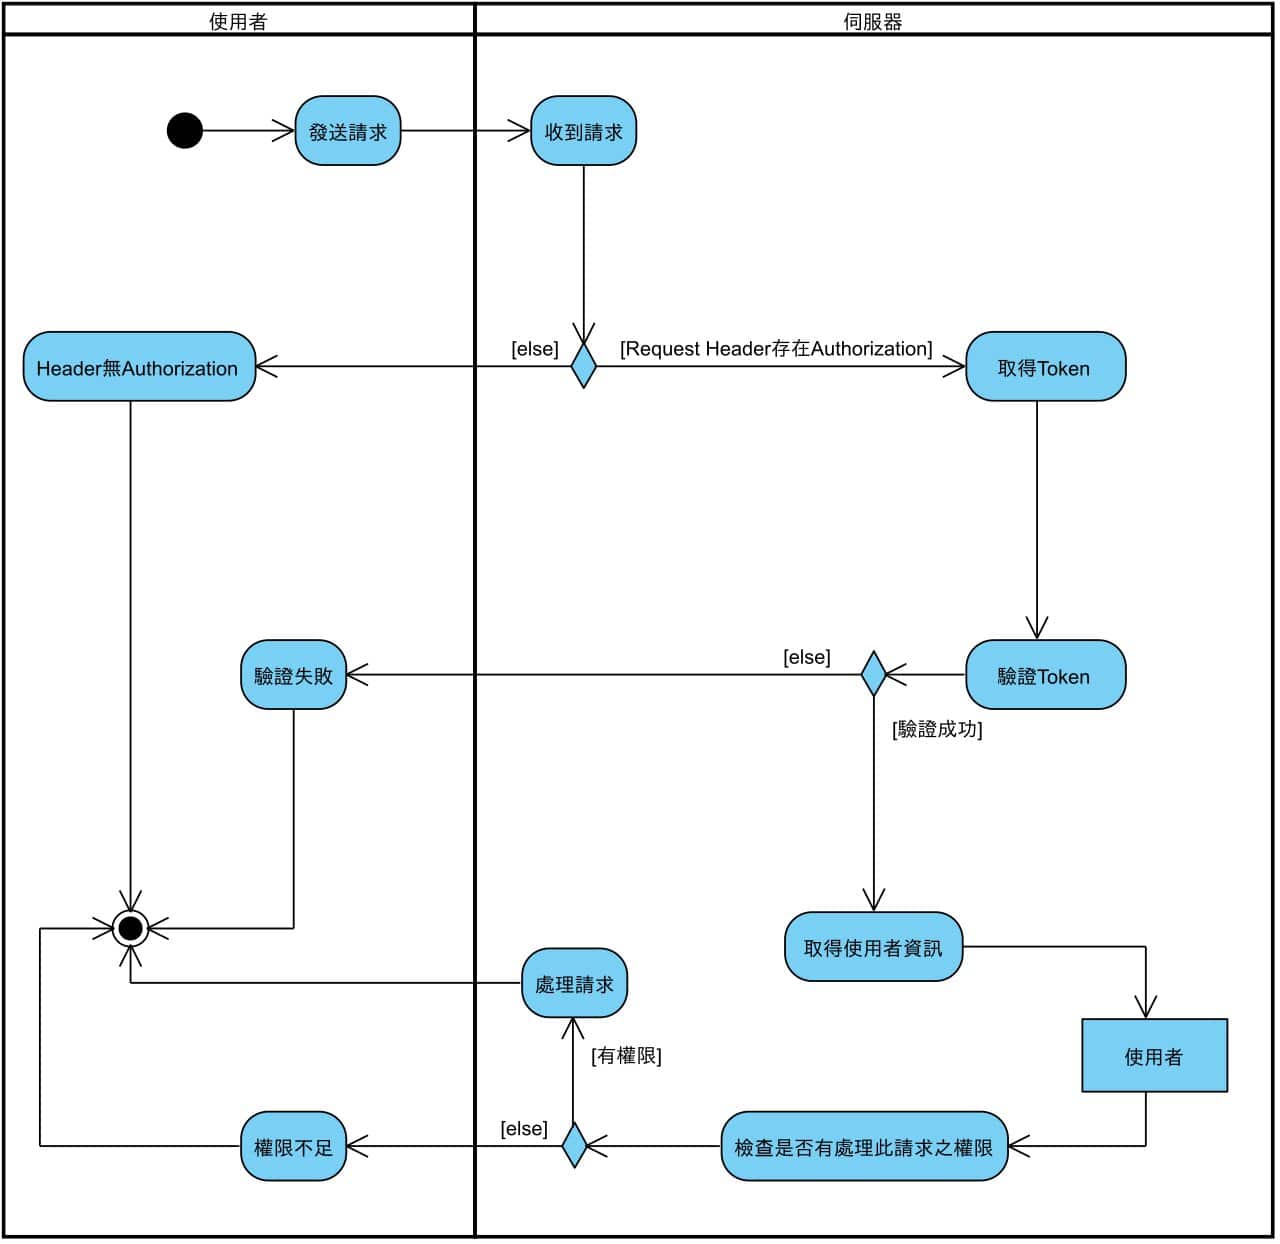 使用者
伺服器
發送請求
收到請求
[else]
[Request Header存在Authorization]
Header無Authorization
取得Token
[else]
驗證失敗
驗證Token
[驗證成功]
取得使用者資訊
處理請求
[有權限]
使用者
[else]
權限不足
檢查是否有處理此請求之權限